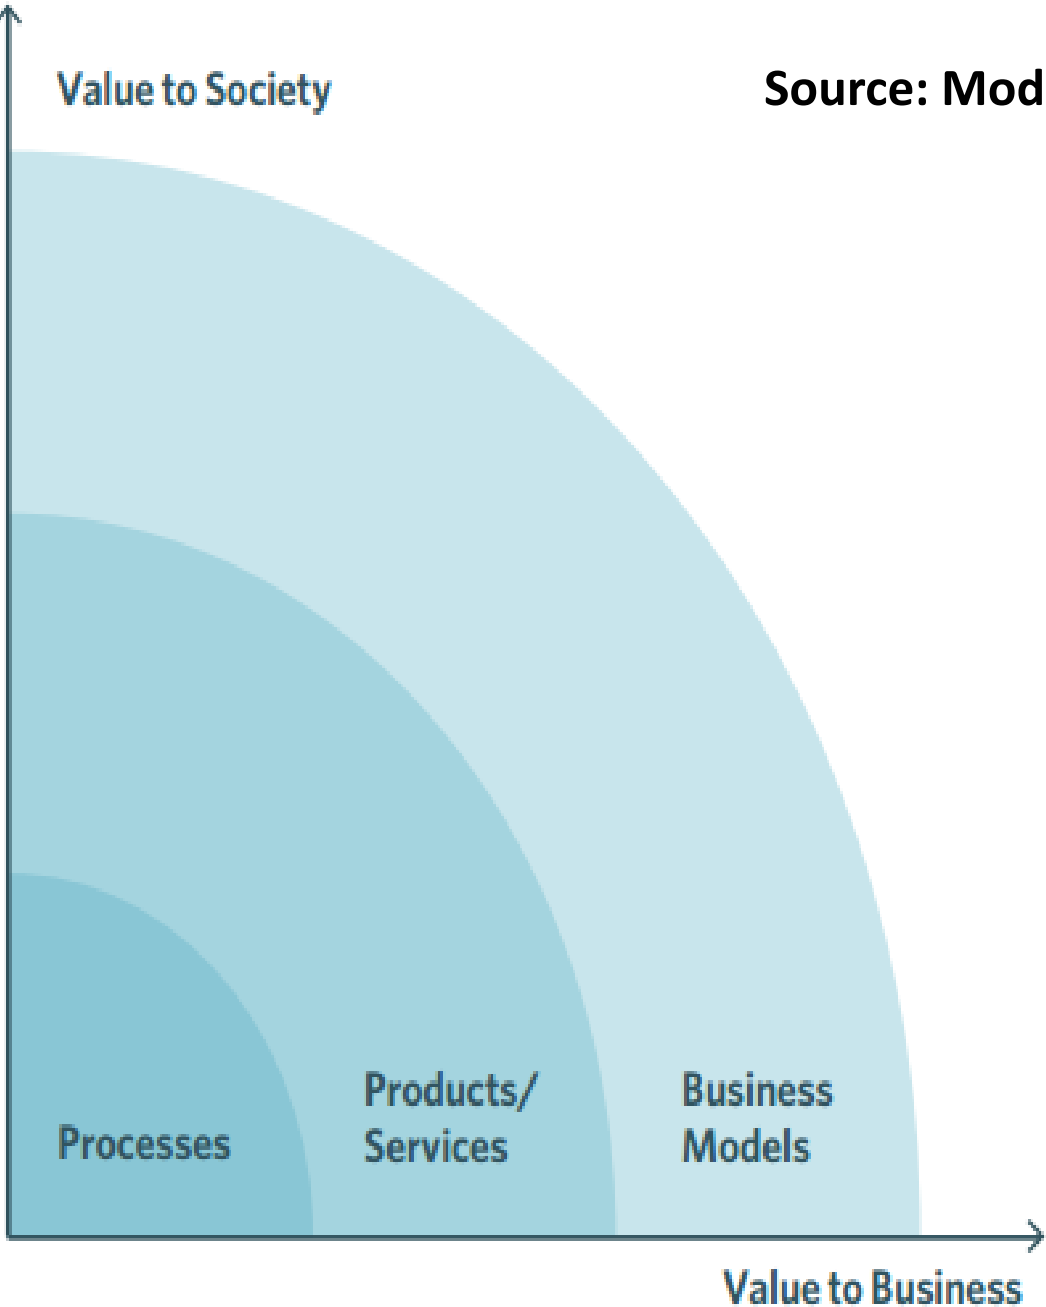 Value to Society
Source: Mod
Products/
Services
Business
Models
Processes
Value to Business